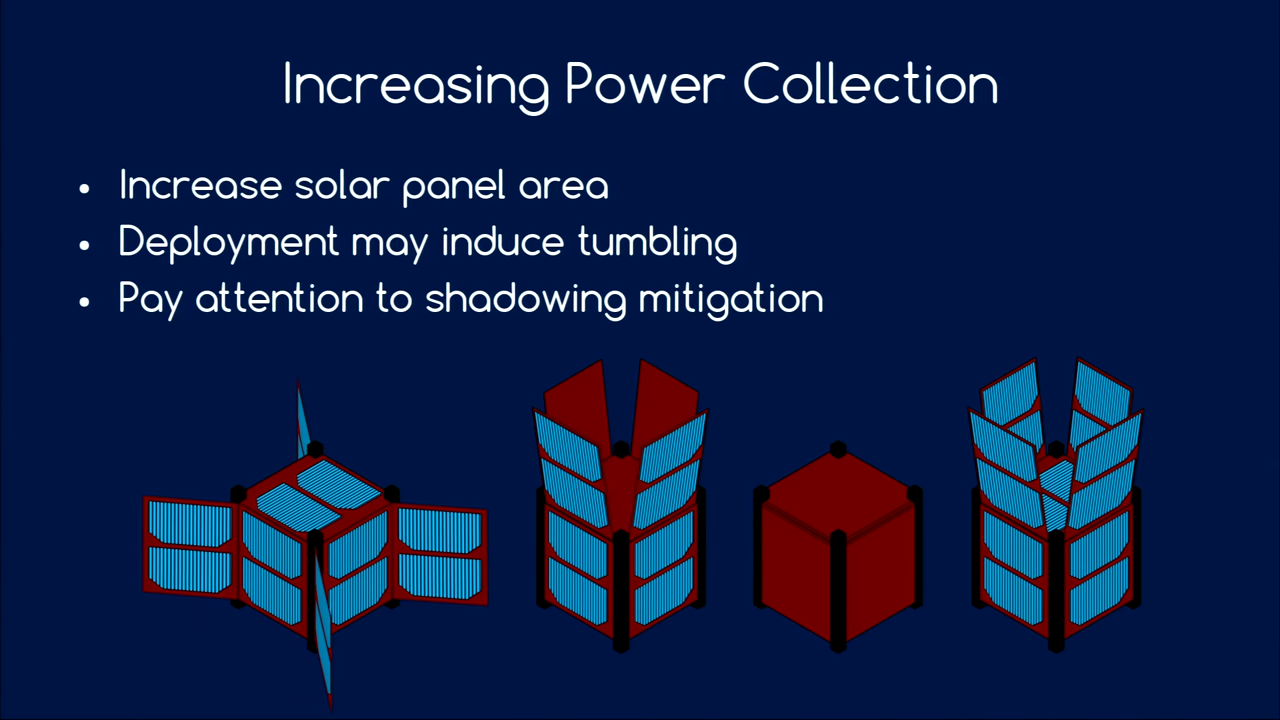 Increasing Power Collection
• Increase solar panel area
• Deployment may induce tumbling
• Pay attention to shadowing mitigation